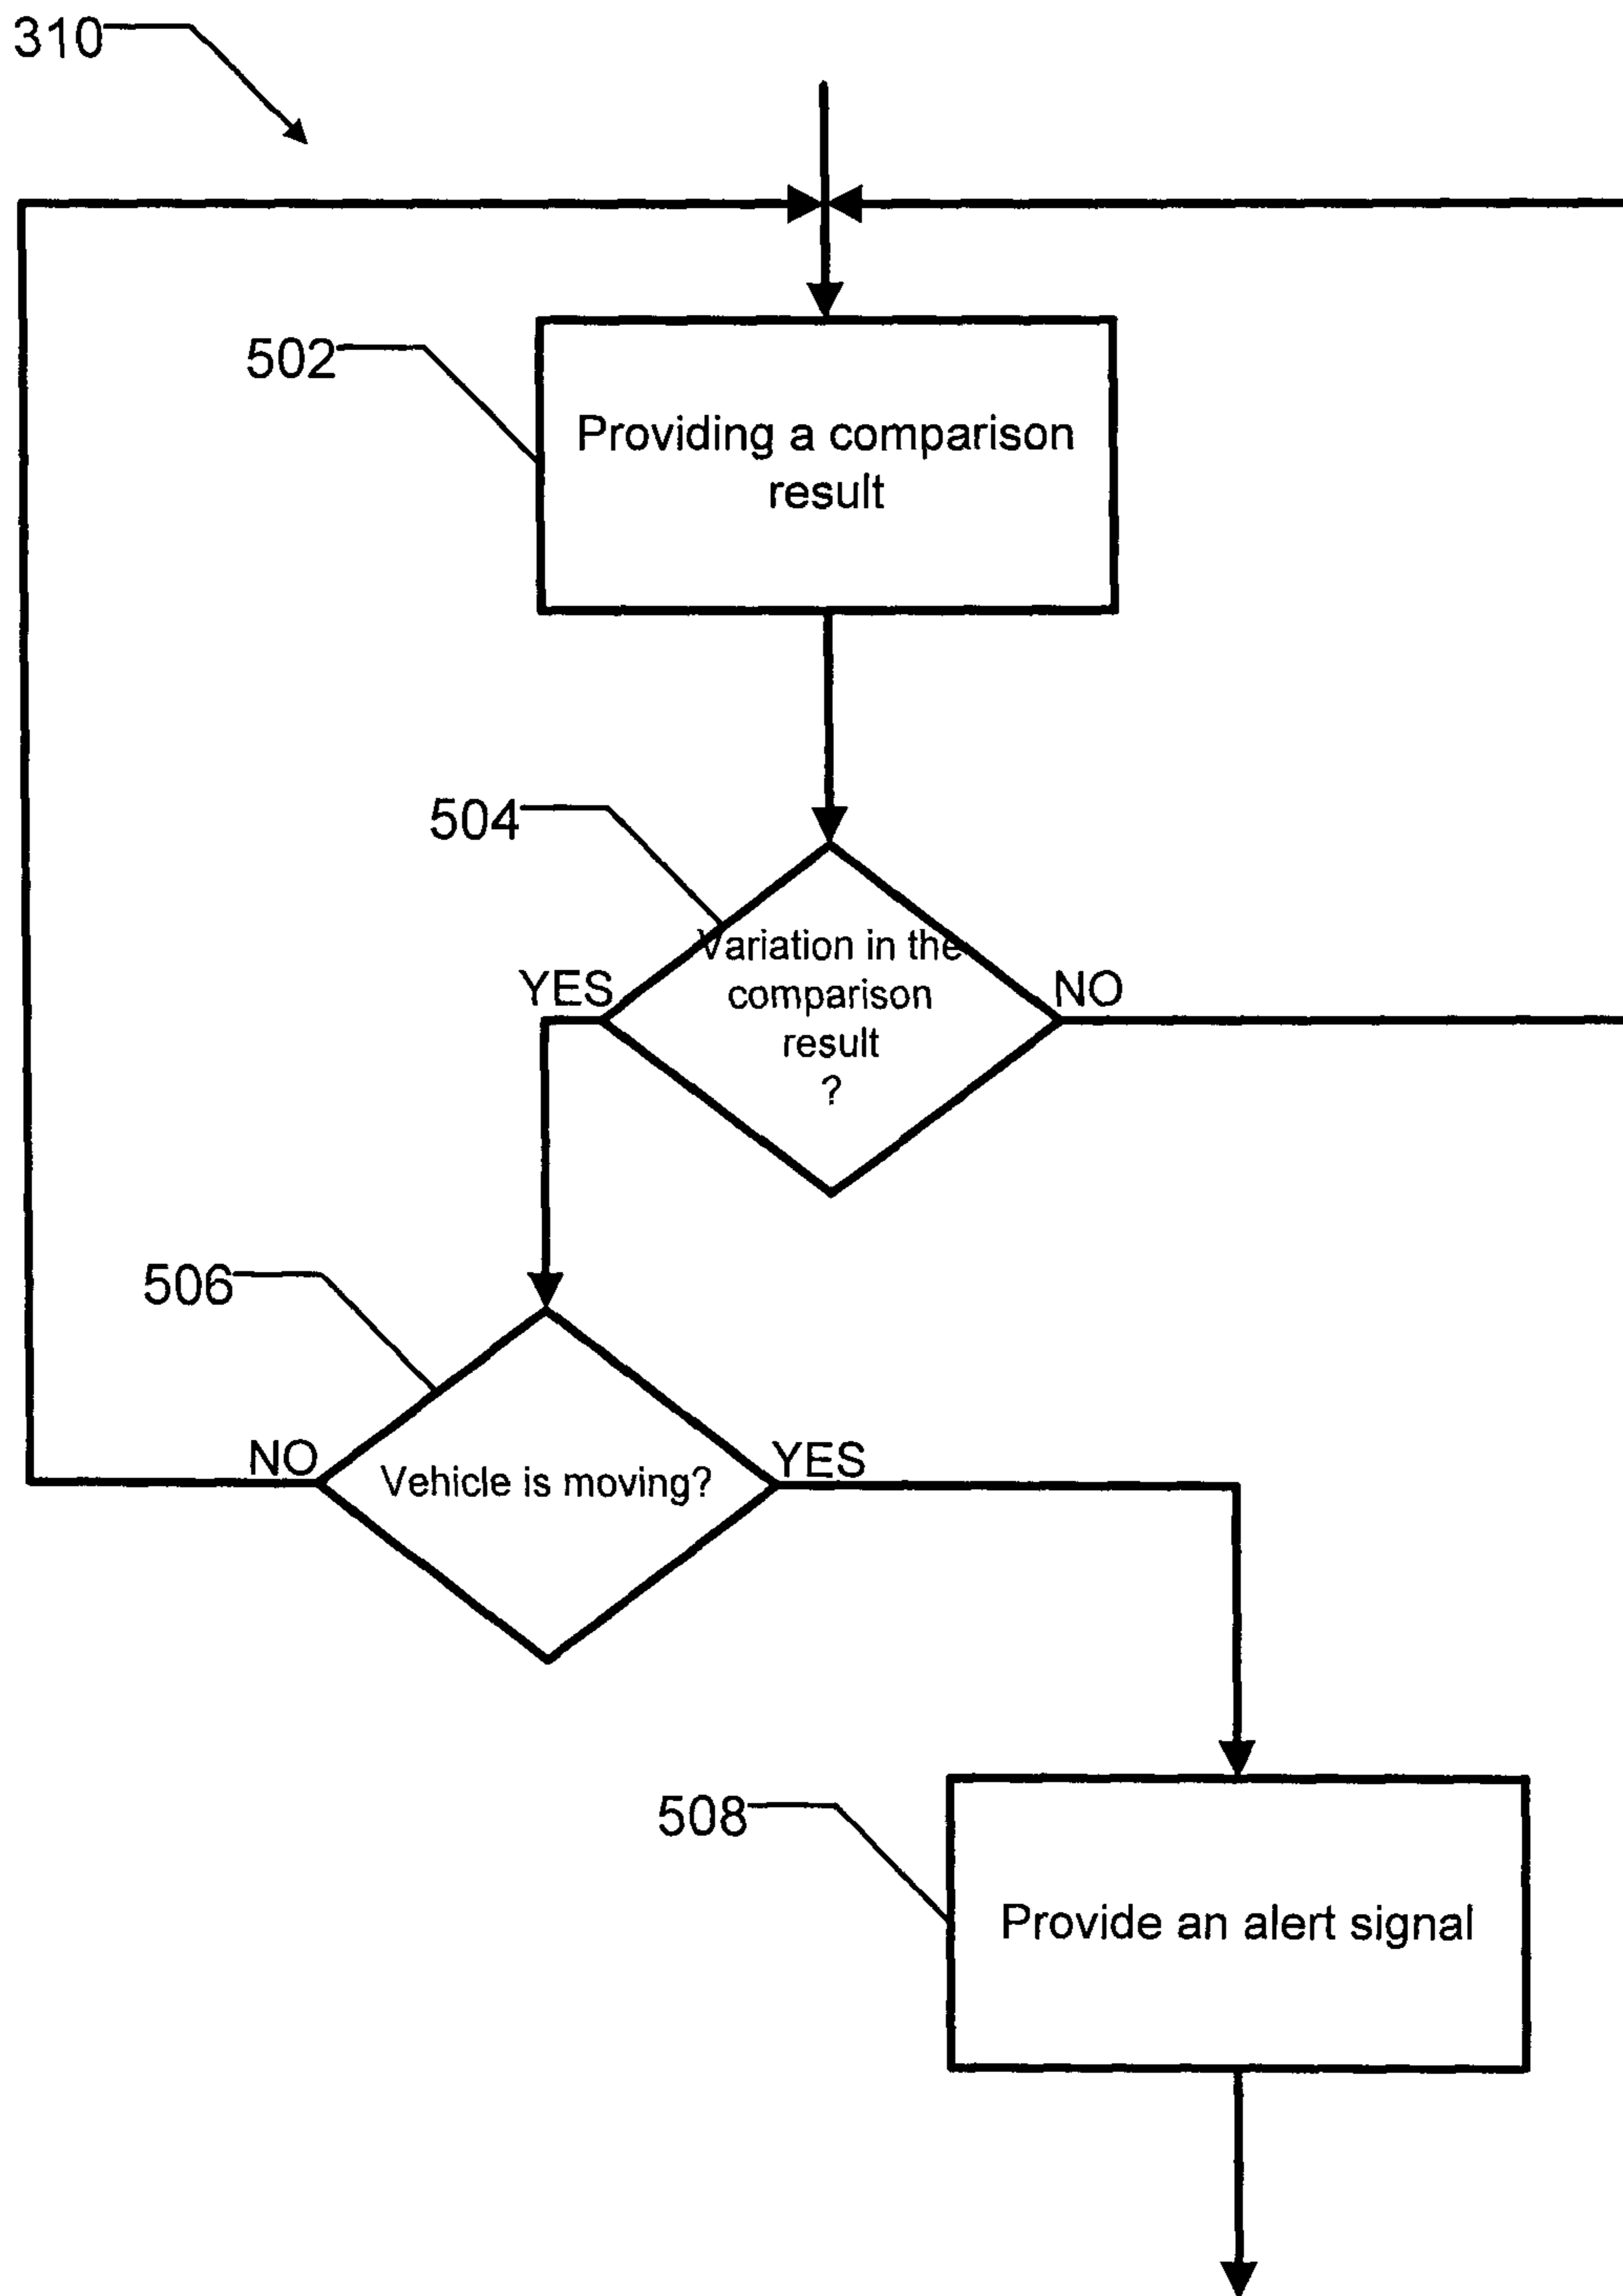 310
502
Providing a comparison
result
504
Variation in the
comparison
result
?
YES
NO
506
NO
Vehicle is moving?
YES
508
Provide an alert signal